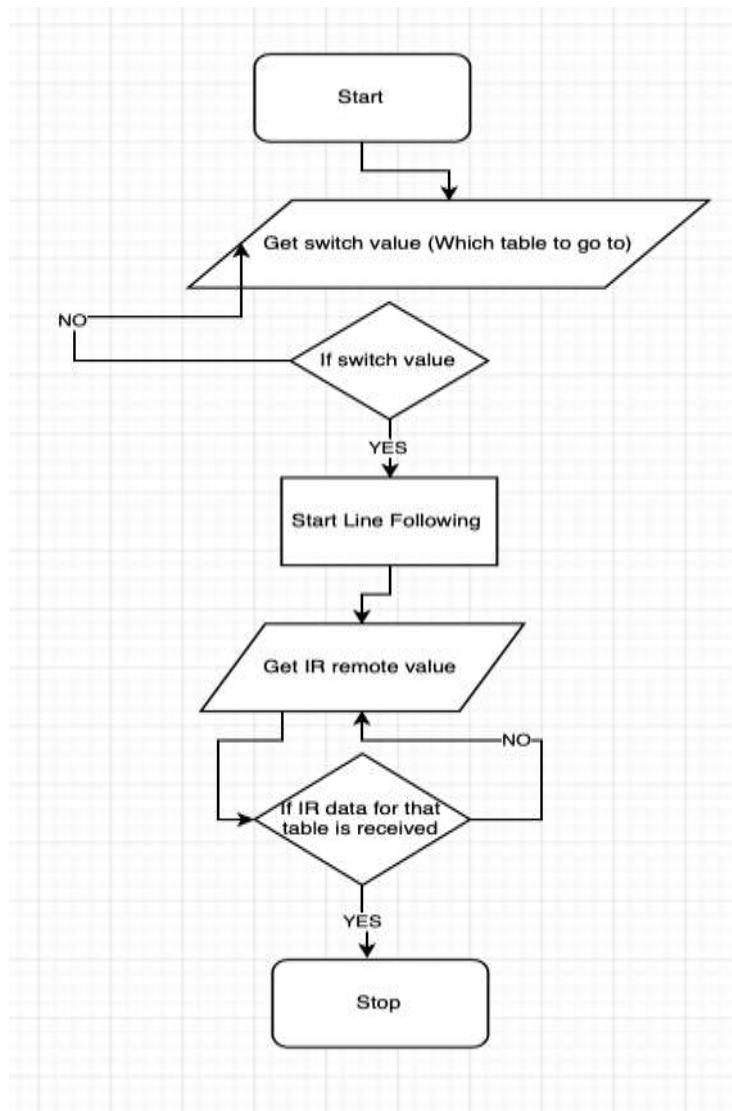 Start
Get switch value (Which table to go to)
NO
If switch value
YES
Start Line Following
Get IR remote value
NO
If IR data for that
table is received
YES
Stop